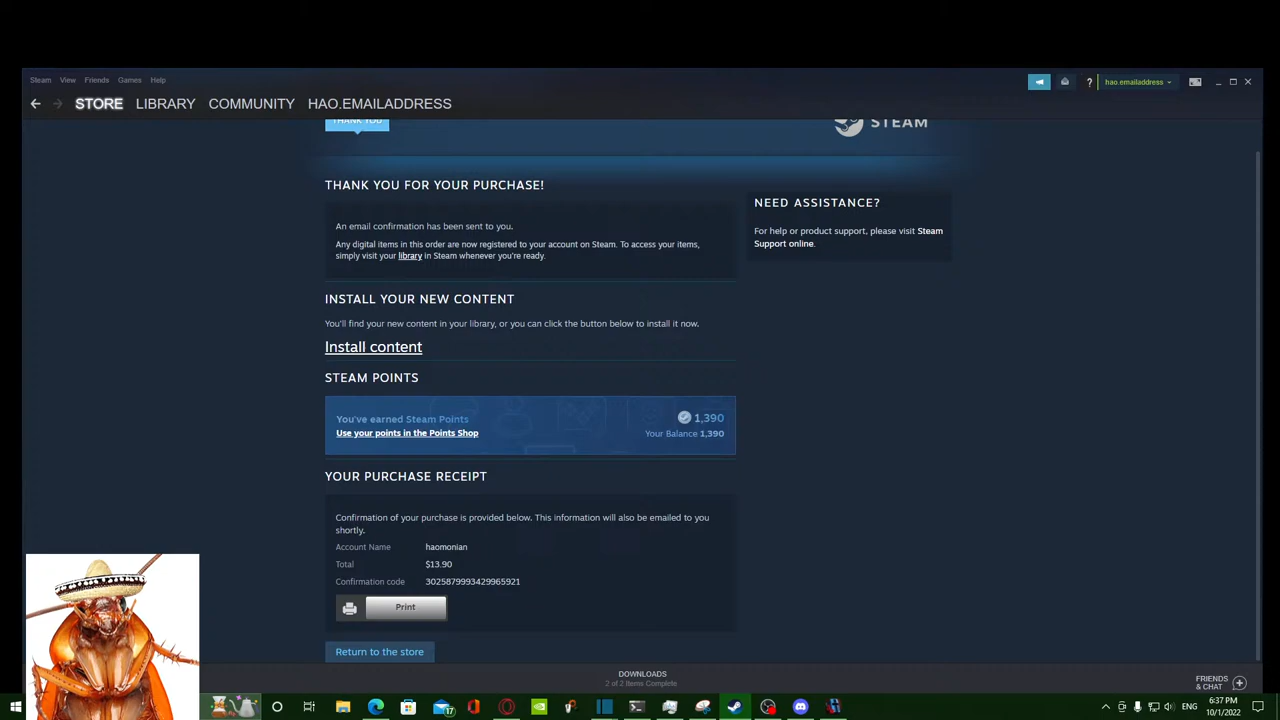 Steam View Friends Games Help
? hao.emailaddress
STORE LIBRARY COMMUNITY HAO.EMAILADDRESS
THANK YOU
STEAM
THANK YOU FOR YOUR PURCHASE!
An email confirmation has been sent to you.
Any digital items in this order are now registered to your account on Steam. To access your items,
simply visit your library in Steam whenever you're ready.
NEED ASSISTANCE?
For help or product support, please visit Steam
Support online.
INSTALL YOUR NEW CONTENT
You'll find your new content in your library, or you can click the button below to install it now.
Install content
STEAM POINTS
You've earned Steam Points 1,390
Use your points in the Points Shop Your Balance 1,390
YOUR PURCHASE RECEIPT
Confirmation of your purchase is provided below. This information will also be emailed to you
shortly.
Account Name haomonian
Total $13.90
Confirmation code 3025879993429965921
Print
Return to the store
DOWNLOADS
2 of 2 Items Complete
FRIENDS
& CHAT
17
ENG
6:37 PM
10/1/2022